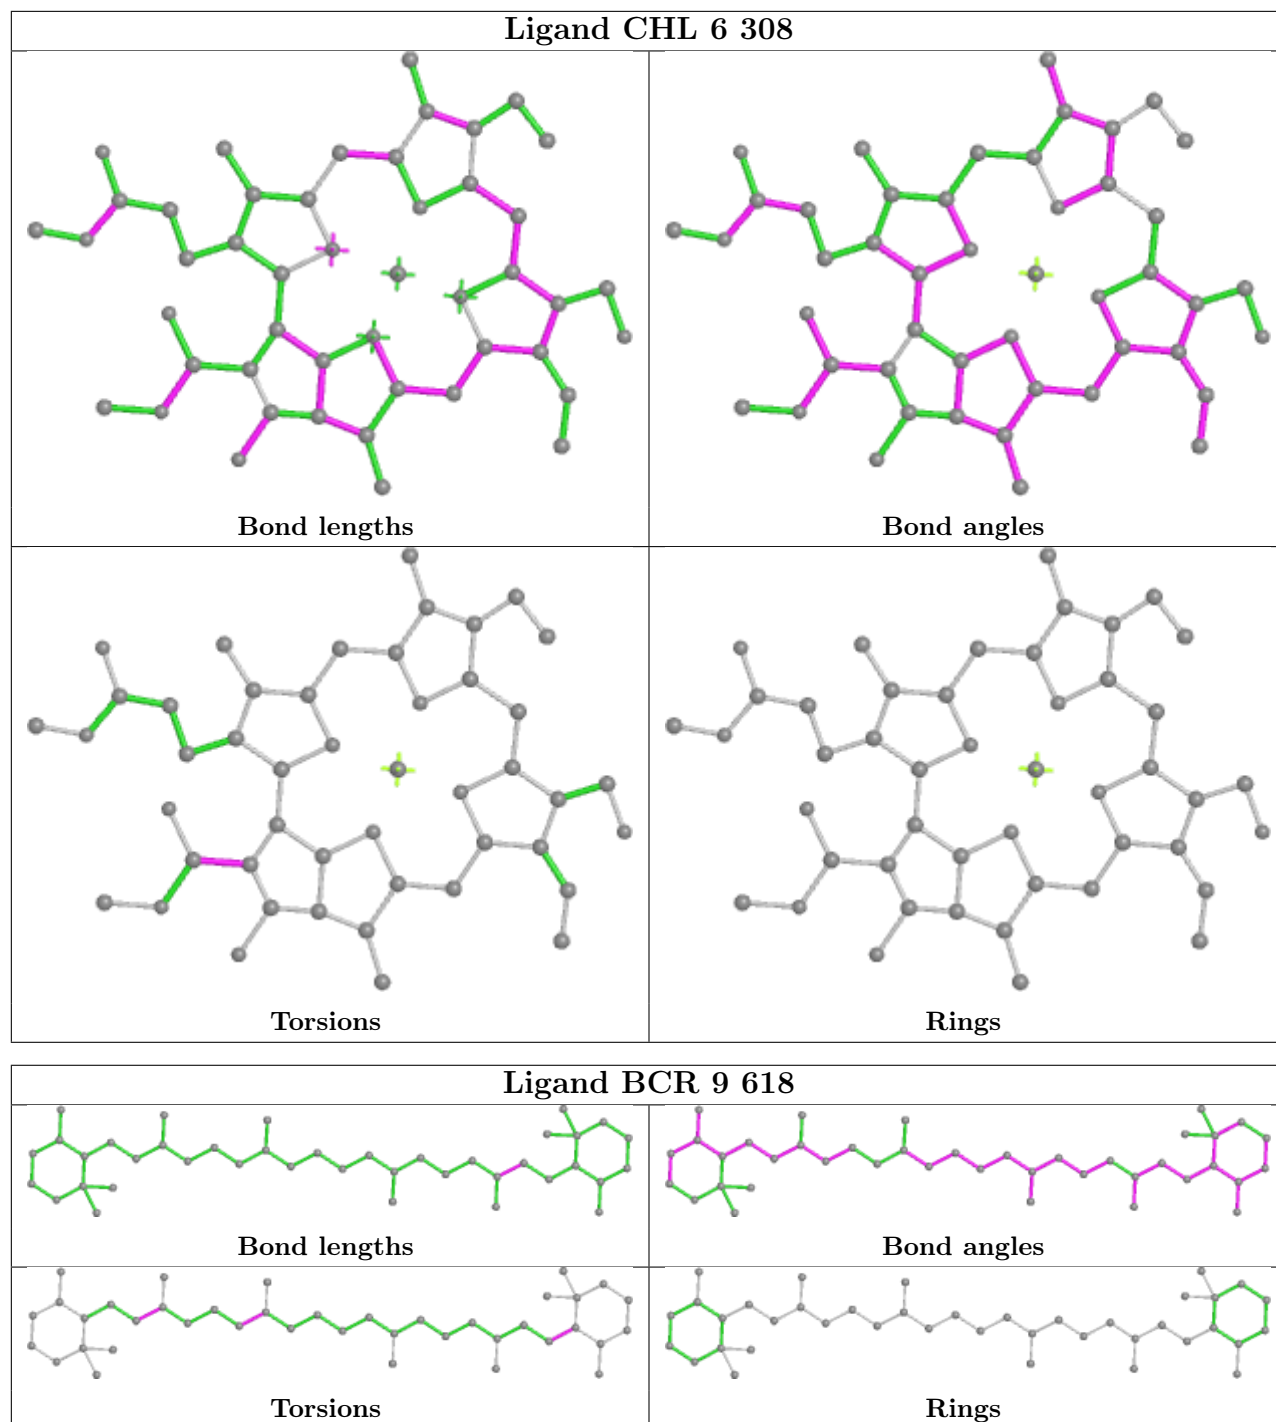 Ligand CHL 6 308
Bond lengths
Bond angles
Torsions
Rings
Ligand BCR 9 618
Bond lengths
Bond angles
Torsions
Rings